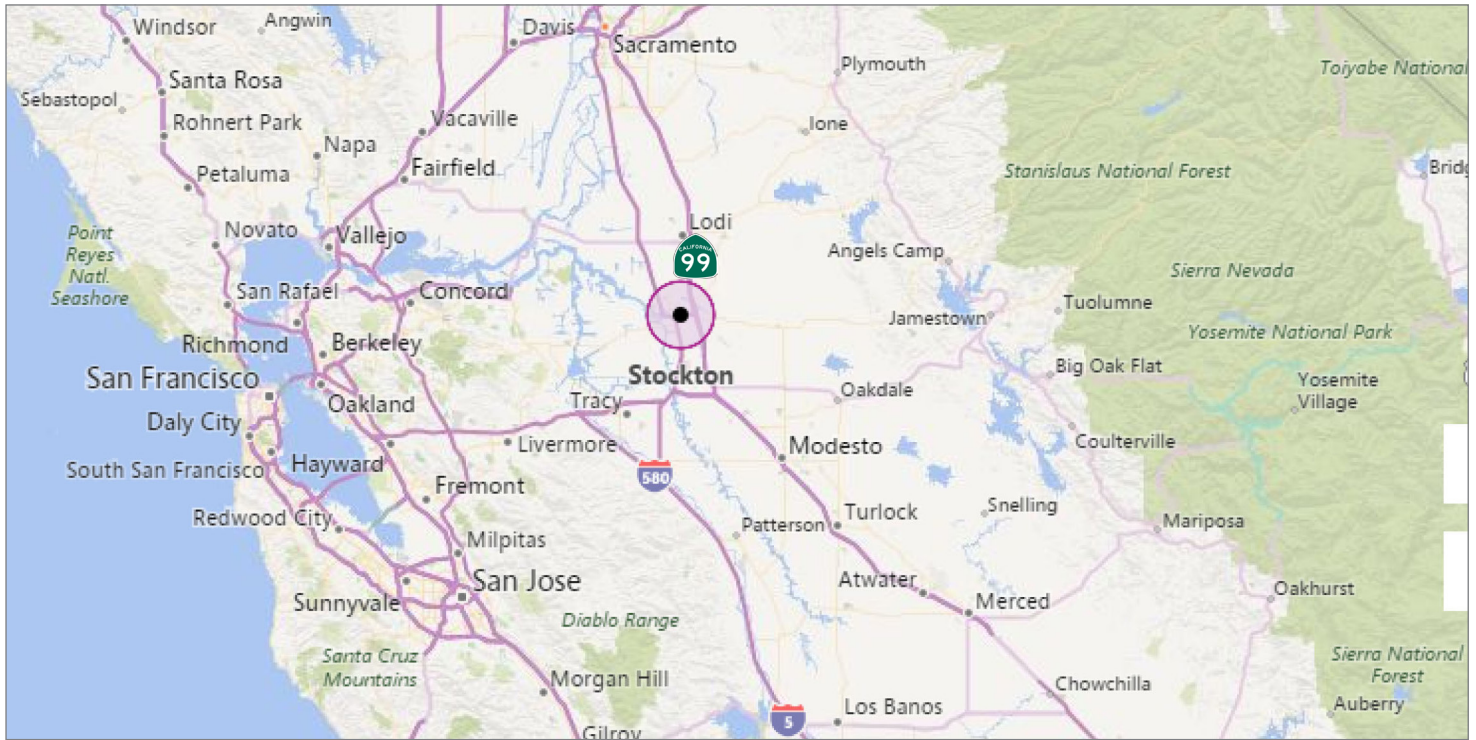 Windsor
Angwin
Davis
Sacramento
Plymouth
Toiyabe National
Santa Rosa
Sebastopol
Rohnert Park
Vacaville
Ione
Napa
Petaluma
Fairfield
Stanislaus National Forest
Novato
Vallejo
Lodi
Point
Reyes
Natl.
Seashore
CALIFORNIA
99
Angels Camp
Sierra Nevada
San Rafael
Concord
Tuolumne
Jamestown
Yosemite National Park
Richmond
Berkeley
San Francisco
Stockton
Big Oak Flat
Yosemite
Village
Oakland
Tracy
Oakdale
Daly City
Livermore
Modesto
Coulterville
South San Francisco
Hayward
580
Fremont
Redwood City
Patterson
Turlock
Snelling
Mariposa
Milpitas
San Jose
Atwater
Merced
Oakhurst
Sunnyvale
Diablo Range
Santa Cruz
Mountains
Morgan Hill
Chowchilla
Sierra National
Forest
Auberry
5
Los Banos
Gilroy